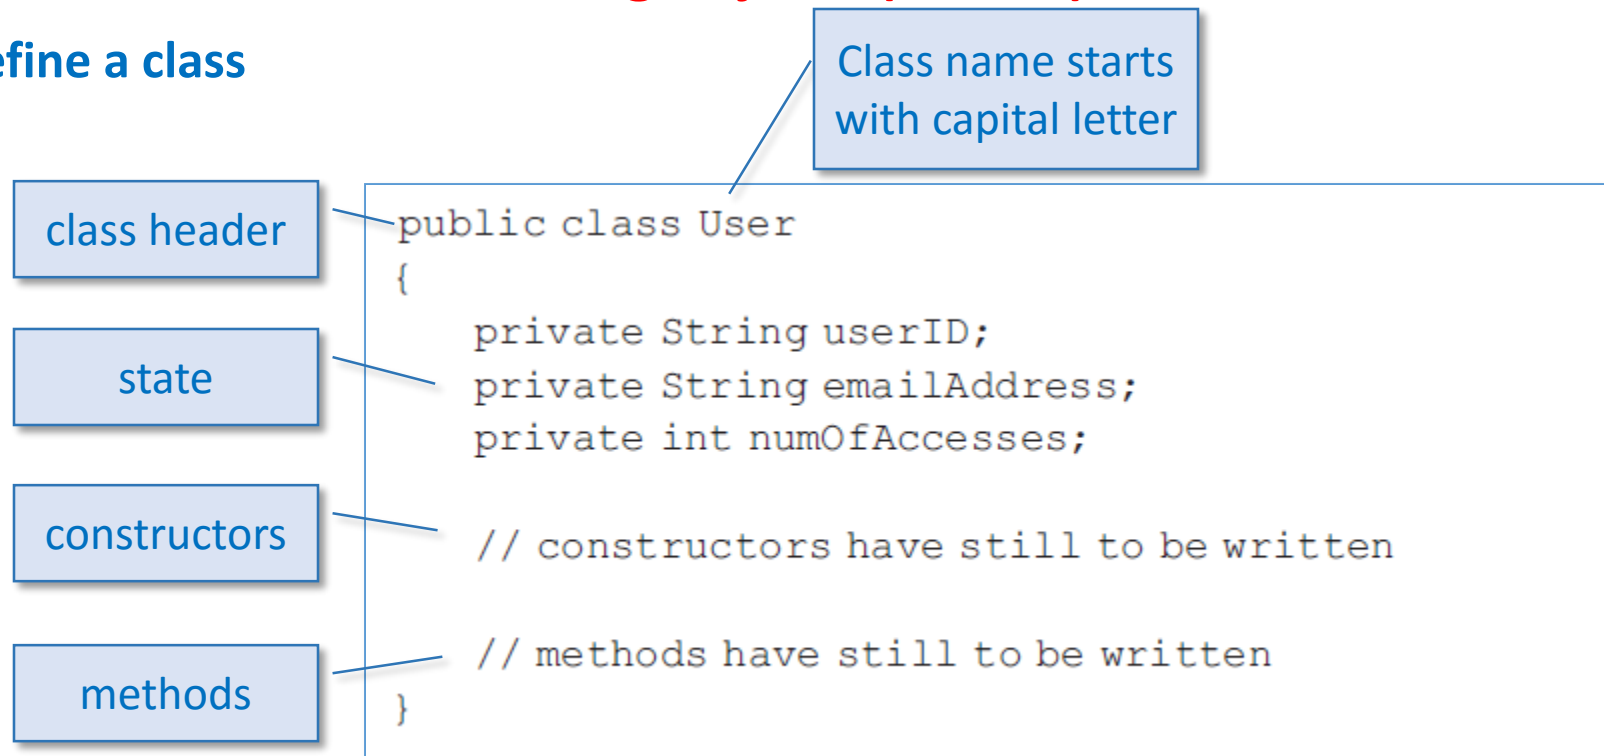 efine a class
Class name starts
with capital letter
class header
public class User
{
private String userID;
state
private String emailAddress;
private int numOfAccesses;
constructors
// constructors have still to be written
methods
// methods have still to be written
}